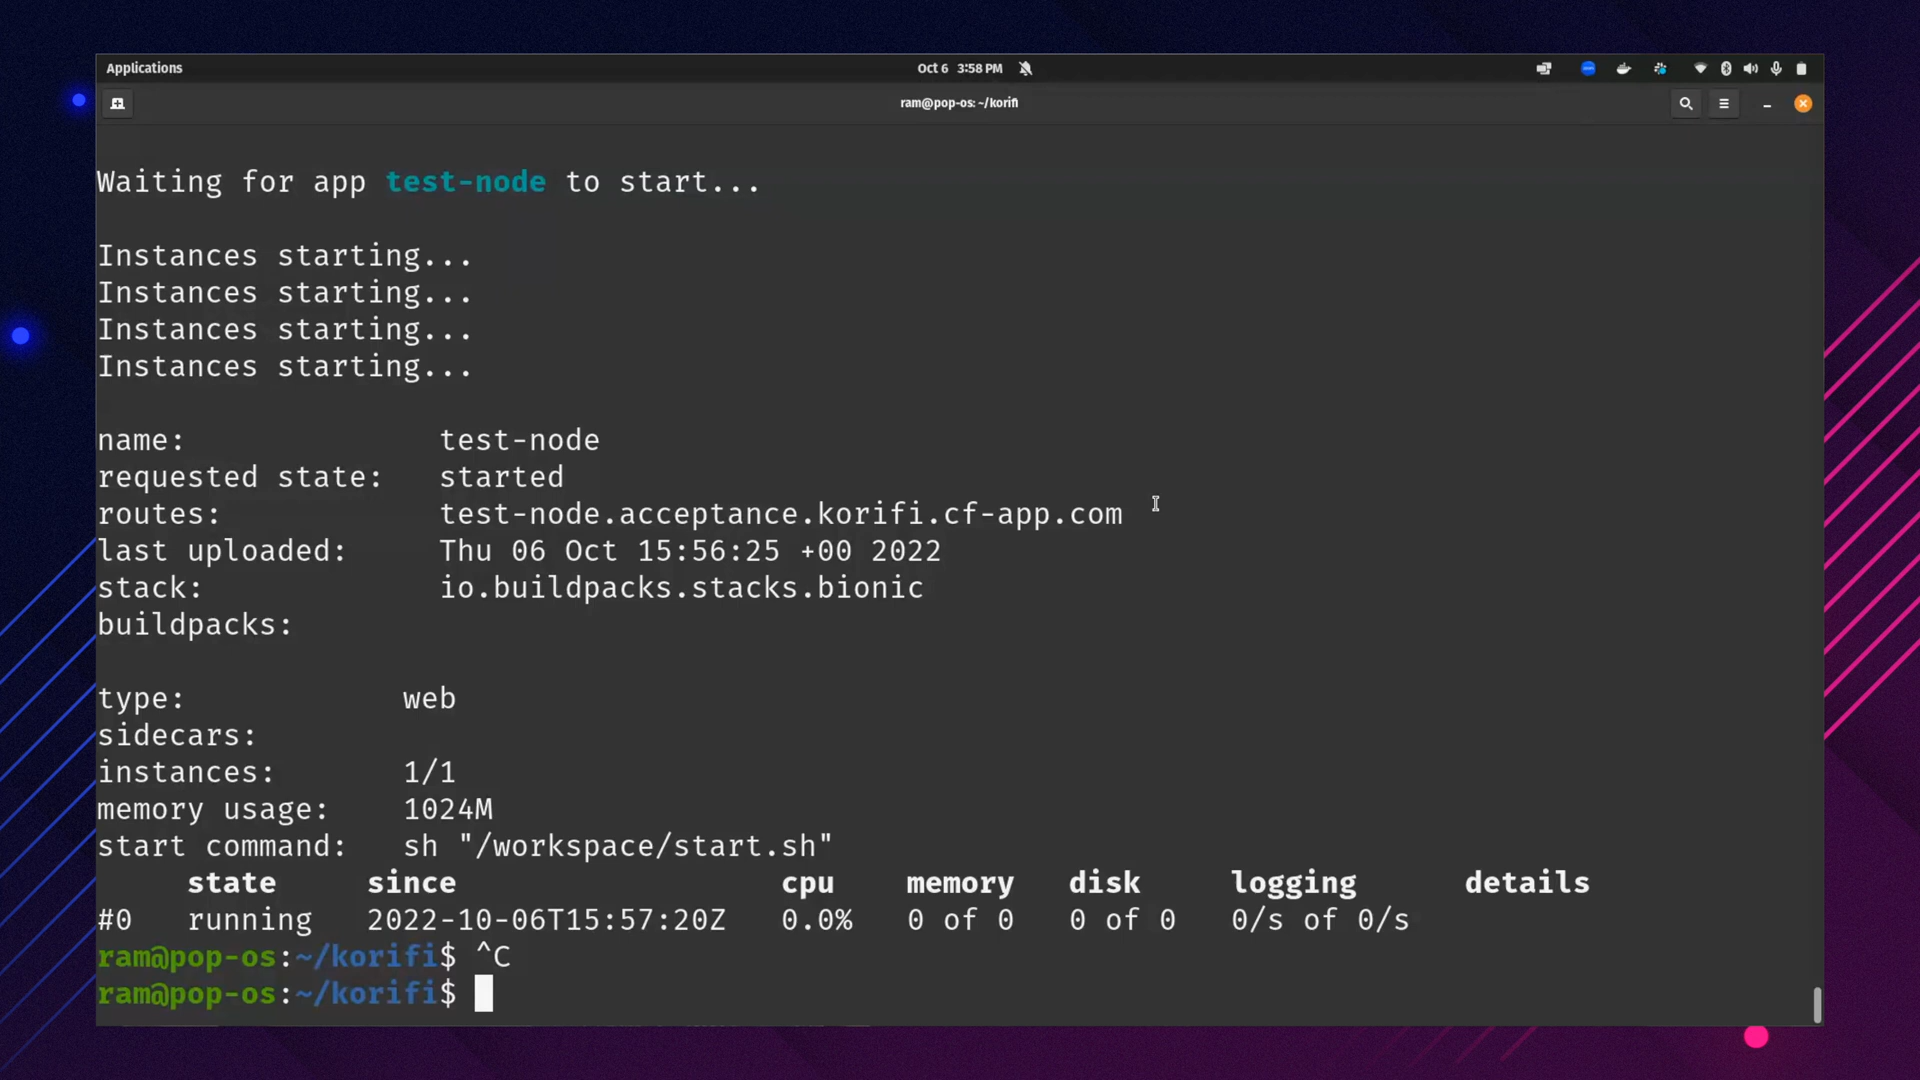 Applications
Oct 6 3:58 PM
ram@pop-os: ~/korifi
Waiting for app test-node to start...
Instances starting...
Instances starting...
Instances starting...
Instances starting...
name: test-node
requested state: started
routes: test-node.acceptance.korifi.cf-app.com
last uploaded: Thu 06 Oct 15:56:25 +00 2022
stack: io.buildpacks.stacks.bionic
buildpacks:
type: web
sidecars:
instances: 1/1
memory usage: 1024M
start command: sh "/workspace/start.sh"
state since cpu memory disk logging details
#0 running 2022-10-06T15:57:20Z 0.0% 0 of 0 0 of 0 0/s of 0/s
ram@pop-os:~/korifi$ ^C
ram@pop-os:~/korifi$